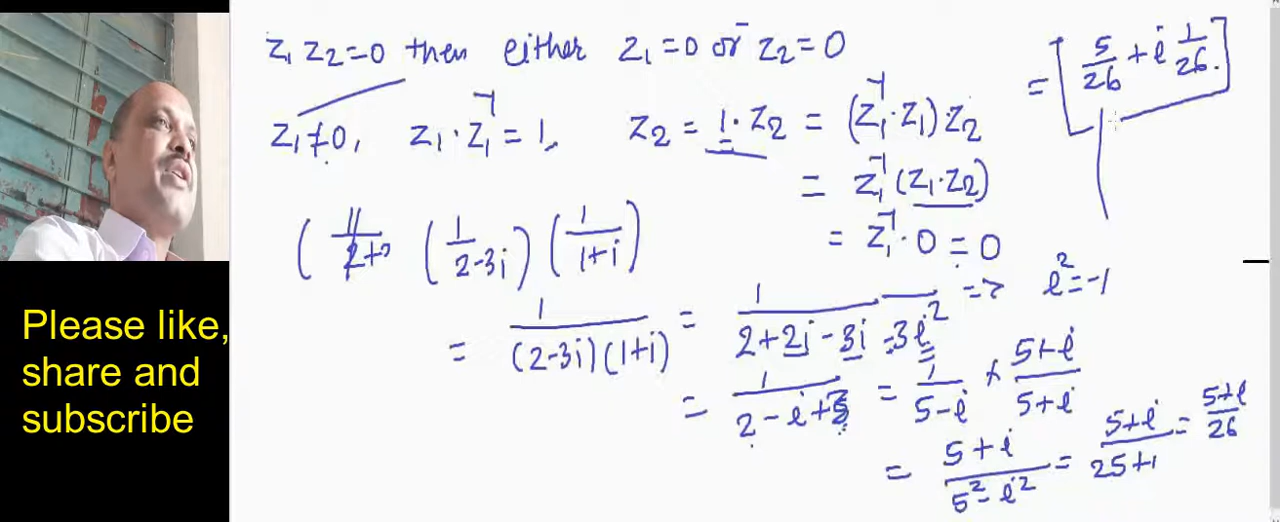 z₁ z₂ = 0 then either z₁ = 0 or z₂ = 0
z₁ ≠ 0, z₁ · z₁⁻¹ = 1, z₂ = 1 · z₂ = (z₁⁻¹ · z₁) · z₂
= z₁⁻¹ (z₁ · z₂)
= z₁⁻¹ · 0 = 0
= [5/26 + i 1/26.]
(1/(2-3i)) (1/(1+i))
= 1/((2-3i)(1+i)) = 1/(2+2i-3i-3i²) => i² = -1
= 1/(2-i+3) = 1/(5-i) × (5+i)/(5+i)
= (5+i)/(5²-i²) = (5+i)/(25+1) = (5+i)/26
Please like,
share and
subscribe